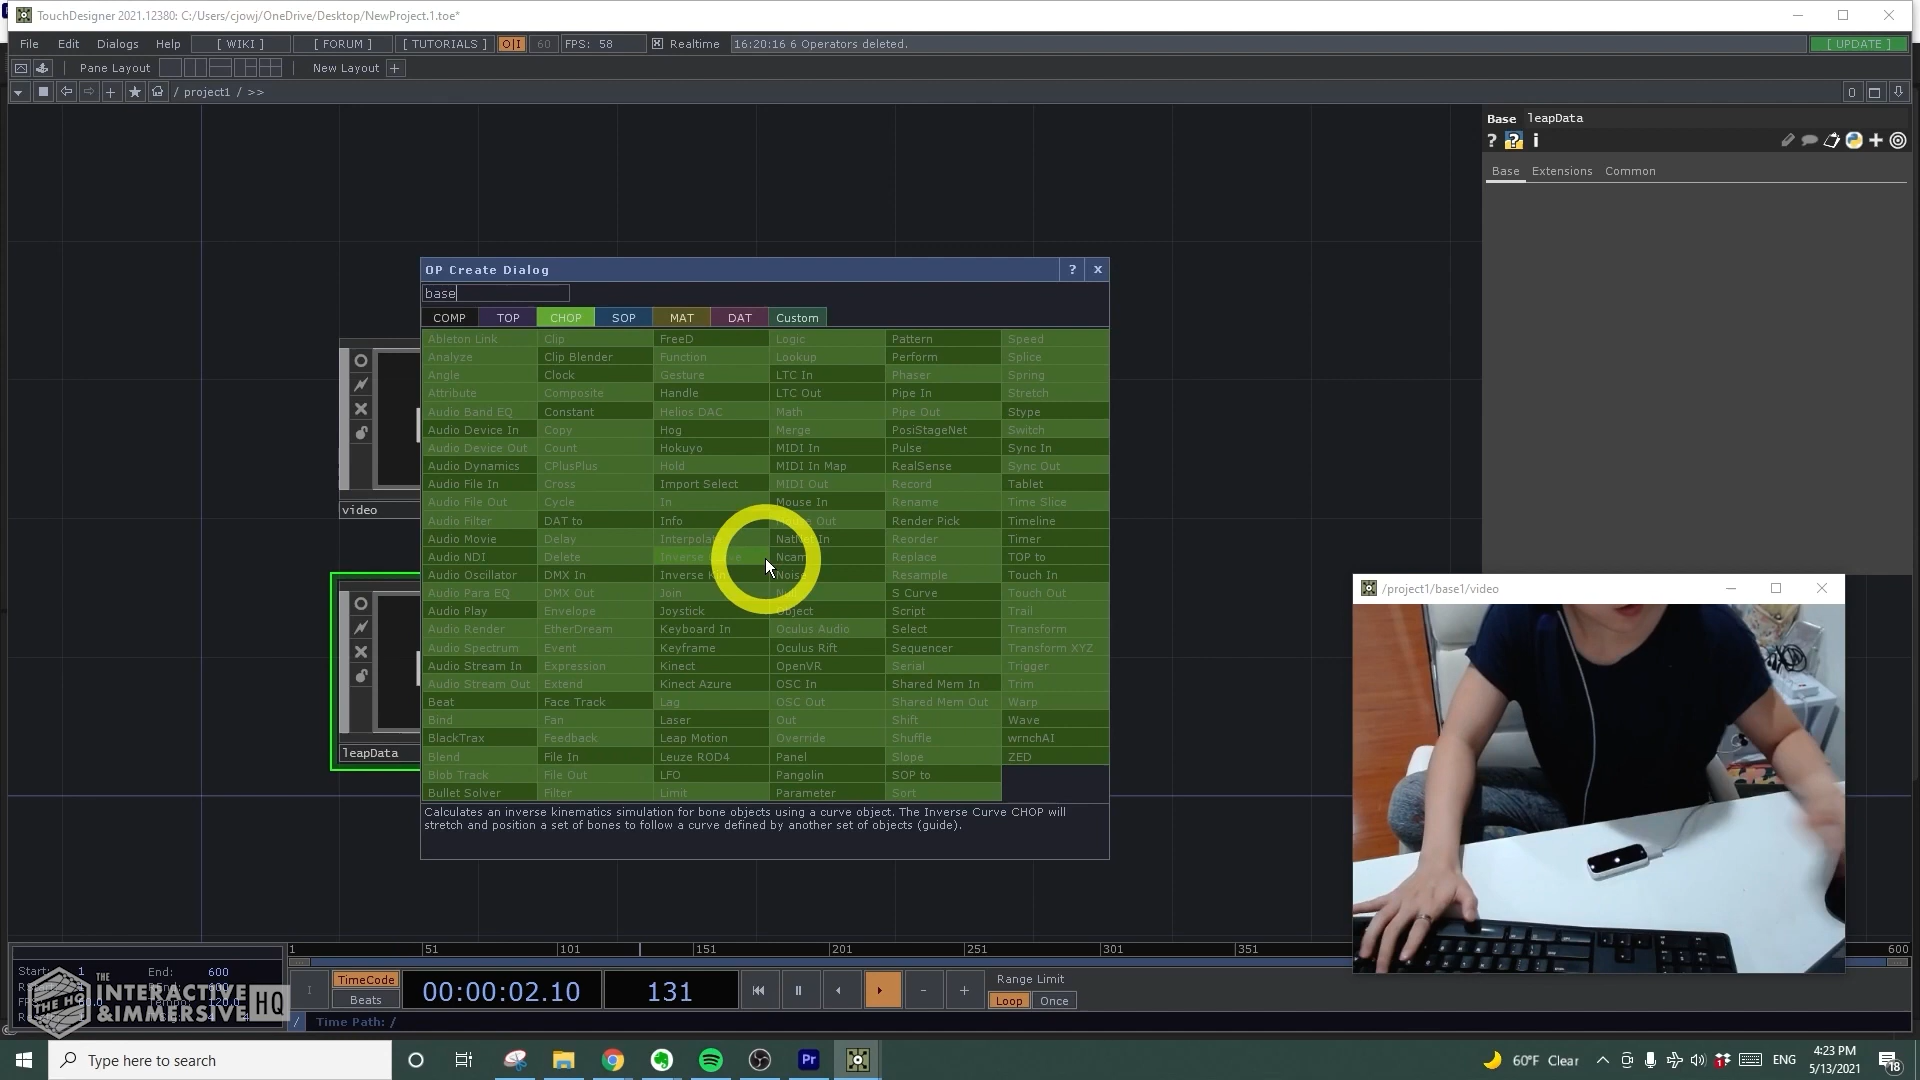 TouchDesigner 2021.12380: C:/Users/cjowj/OneDrive/Desktop/NewProject.1.toe*
File Edit Dialogs Help [ WIKI ] [ FORUM ] [ TUTORIALS ] O|I 60 FPS: 58 Realtime 16:20:16 6 Operators deleted. [ UPDATE ]
Pane Layout New Layout +
/ project1 / >> 0
Base leapData
? ? i
Base Extensions Common
OP Create Dialog ? x
base
COMP TOP CHOP SOP MAT DAT Custom
Ableton Link Clip FreeD Logic Pattern Speed
Analyze Clip Blender Function Lookup Perform Splice
Angle Clock Gesture LTC In Phaser Spring
Attribute Composite Handle LTC Out Pipe In Stretch
Audio Band EQ Constant Helios DAC Math Pipe Out Stype
Audio Device In Copy Hog Merge PosiStageNet Switch
Audio Device Out Count Hokuyo MIDI In Pulse Sync In
Audio Dynamics CPlusPlus Hold MIDI In Map RealSense Sync Out
Audio File In Cross Import Select MIDI Out Record Tablet
Audio File Out Cycle In Mouse In Rename Time Slice
Audio Filter DAT to Info Out Render Pick Timeline
Audio Movie Delay In Reorder Timer
Audio NDI Delete Inverse Ncam Replace TOP to
Audio Oscillator DMX In Inverse Noise Resample Touch In
Audio Para EQ DMX Out Join S Curve Touch Out
Audio Play Envelope Joystick Object Script Trail
Audio Render EtherDream Keyboard In Oculus Audio Select Transform
Audio Spectrum Event Keyframe Oculus Rift Sequencer Transform XYZ
Audio Stream In Expression Kinect OpenVR Serial Trigger
Audio Stream Out Extend Kinect Azure OSC In Shared Mem In Trim
Beat Face Track Lag OSC Out Shared Mem Out Warp
Bind Fan Laser Out Shift Wave
BlackTrax Feedback Leap Motion Override Shuffle wrnchAI
Blend File In Leuze ROD4 Panel Slope ZED
Blob Track File Out LFO Pangolin SOP to
Bullet Solver Filter Limit Parameter Sort
Calculates an inverse kinematics simulation for bone objects using a curve object. The Inverse Curve CHOP will
stretch and position a set of bones to follow a curve defined by another set of objects (guide).
video
leapData
/project1/base1/video
1 51 101 151 201 251 301 351 600
Start: 1 End: 600
TimeCode
Beats
00:00:02.10 131
Range Limit
Loop Once
/ Time Path: /
THE INTERACTIVE & IMMERSIVE HQ
THE HQ
Type here to search
Pr
60°F Clear
ENG
4:23 PM
5/13/2021
18